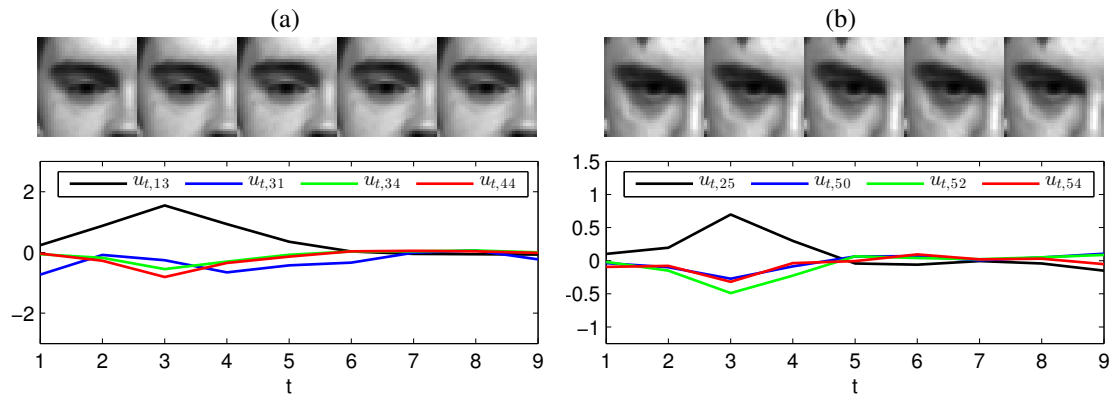 (a) (b)
2
0
−2
u_{t,13} u_{t,31} u_{t,34} u_{t,44}
1 2 3 4 5 6 7 8 9
t
1.5
1
0.5
0
-0.5
-1
u_{t,25} u_{t,50} u_{t,52} u_{t,54}
1 2 3 4 5 6 7 8 9
t